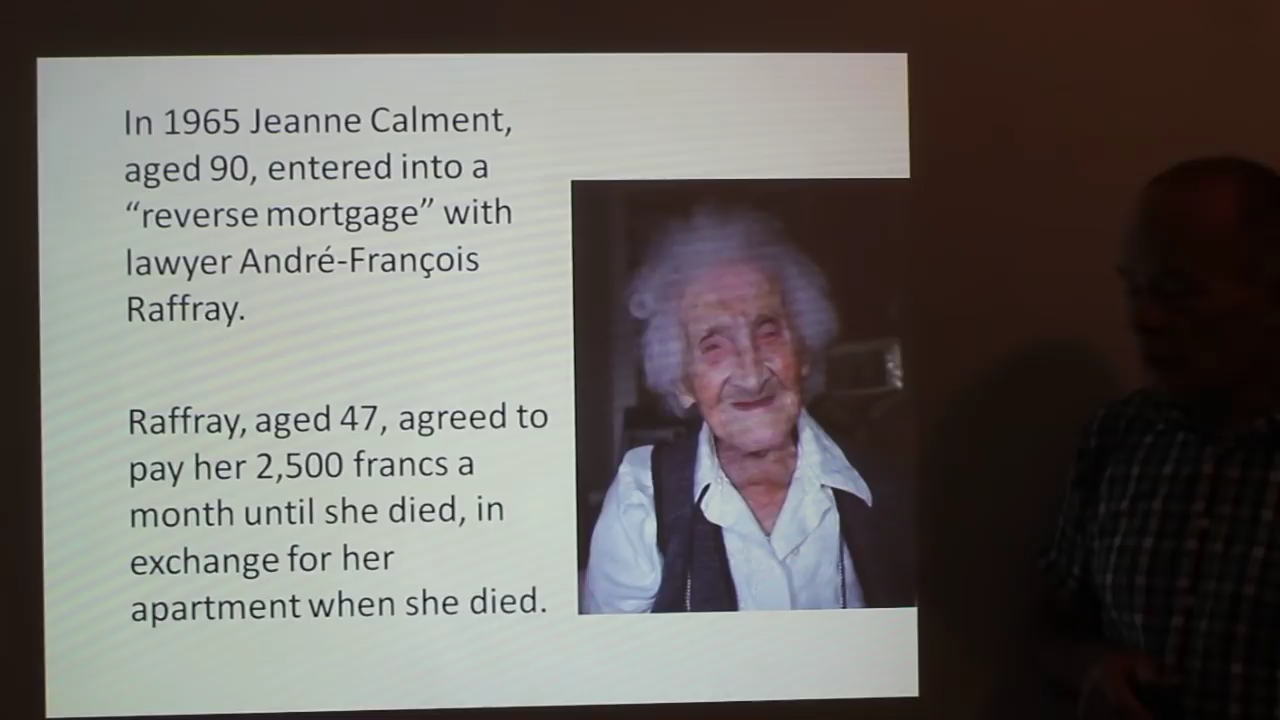 In 1965 Jeanne Calment,
aged 90, entered into a
“reverse mortgage” with
lawyer André-François
Raffray.
Raffray, aged 47, agreed to
pay her 2,500 francs a
month until she died, in
exchange for her
apartment when she died.